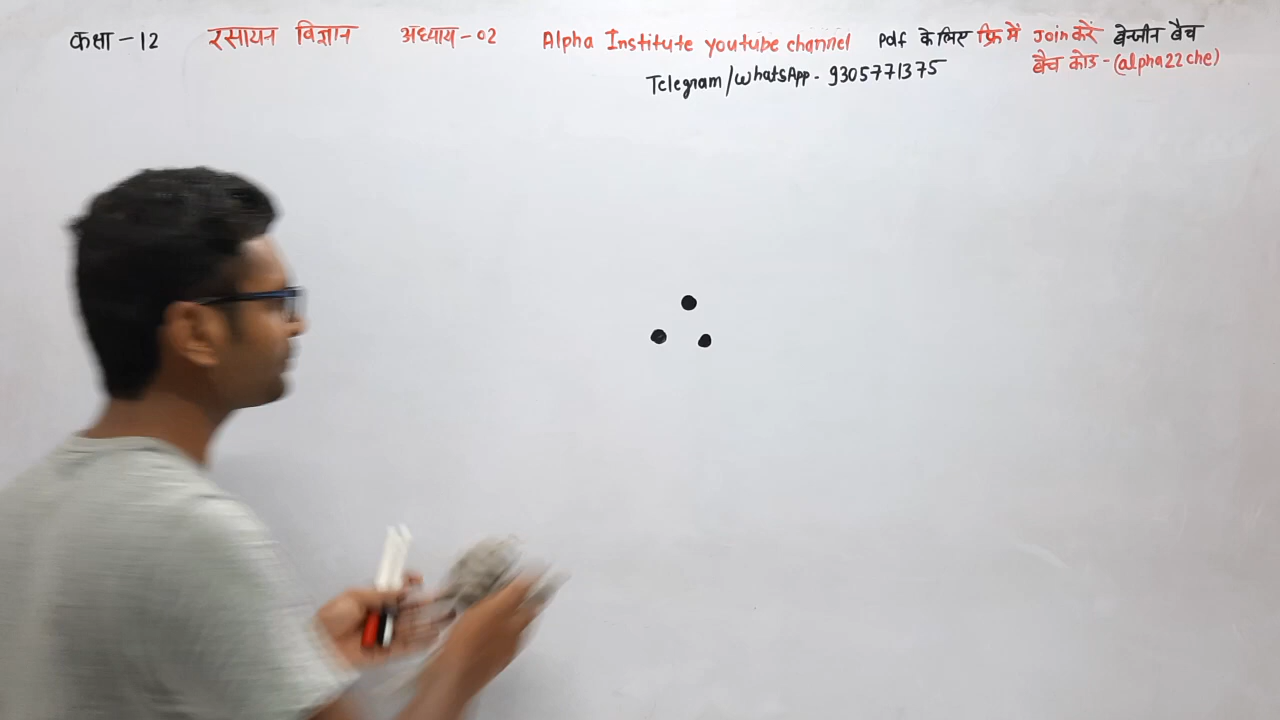 कक्षा - 12 रसायन विज्ञान अध्याय - 02 Alpha Institute youtube channel Pdf के लिए फ्रि में Join करें बेन्जीन बैच
Telegram/WhatsApp - 9305771375 बैच कोड - (alpha22che)